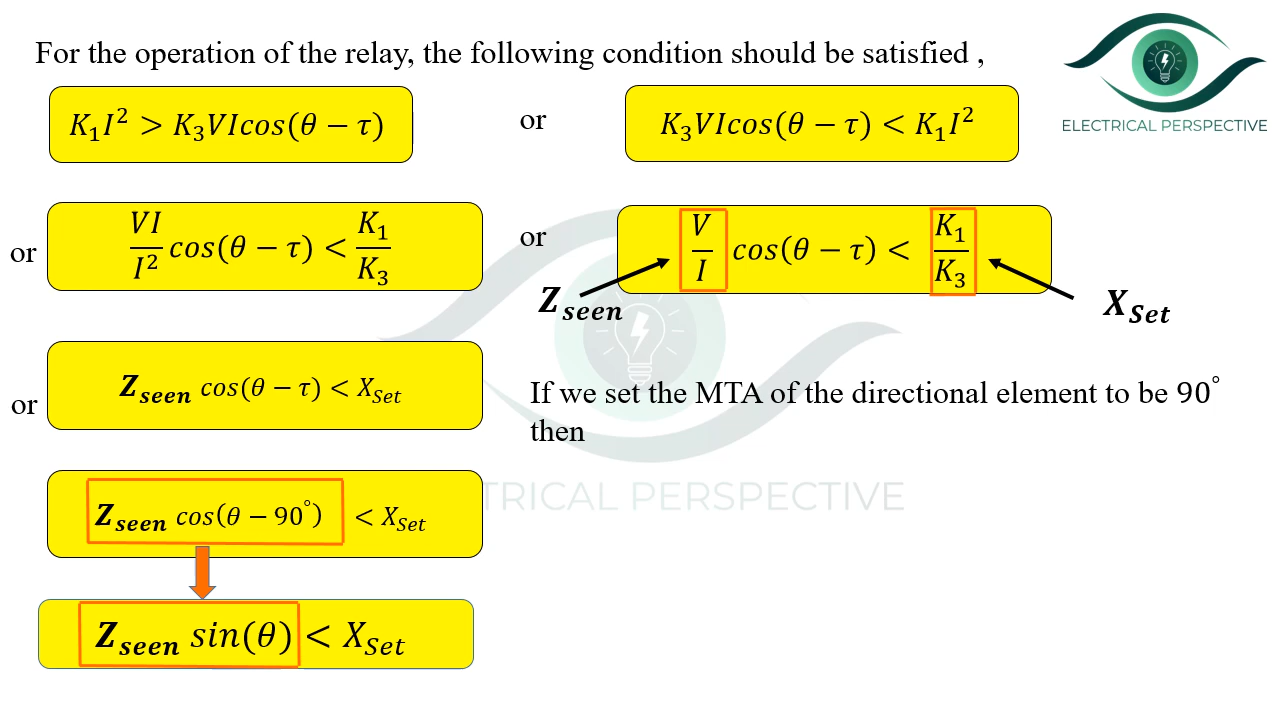 For the operation of the relay, the following condition should be satisfied ,
ELECTRICAL PERSPECTIVE
K₁I² > K₃VIcos(θ − τ)
or
K₃VIcos(θ − τ) < K₁I²
or
VI/I² cos(θ − τ) < K₁/K₃
or
V/I cos(θ − τ) < K₁/K₃
Z_seen
X_Set
or
Z_seen cos(θ − τ) < X_Set
If we set the MTA of the directional element to be 90°
then
Z_seen cos(θ − 90°) < X_Set
TRICAL PERSPECTIVE
Z_seen sin(θ) < X_Set